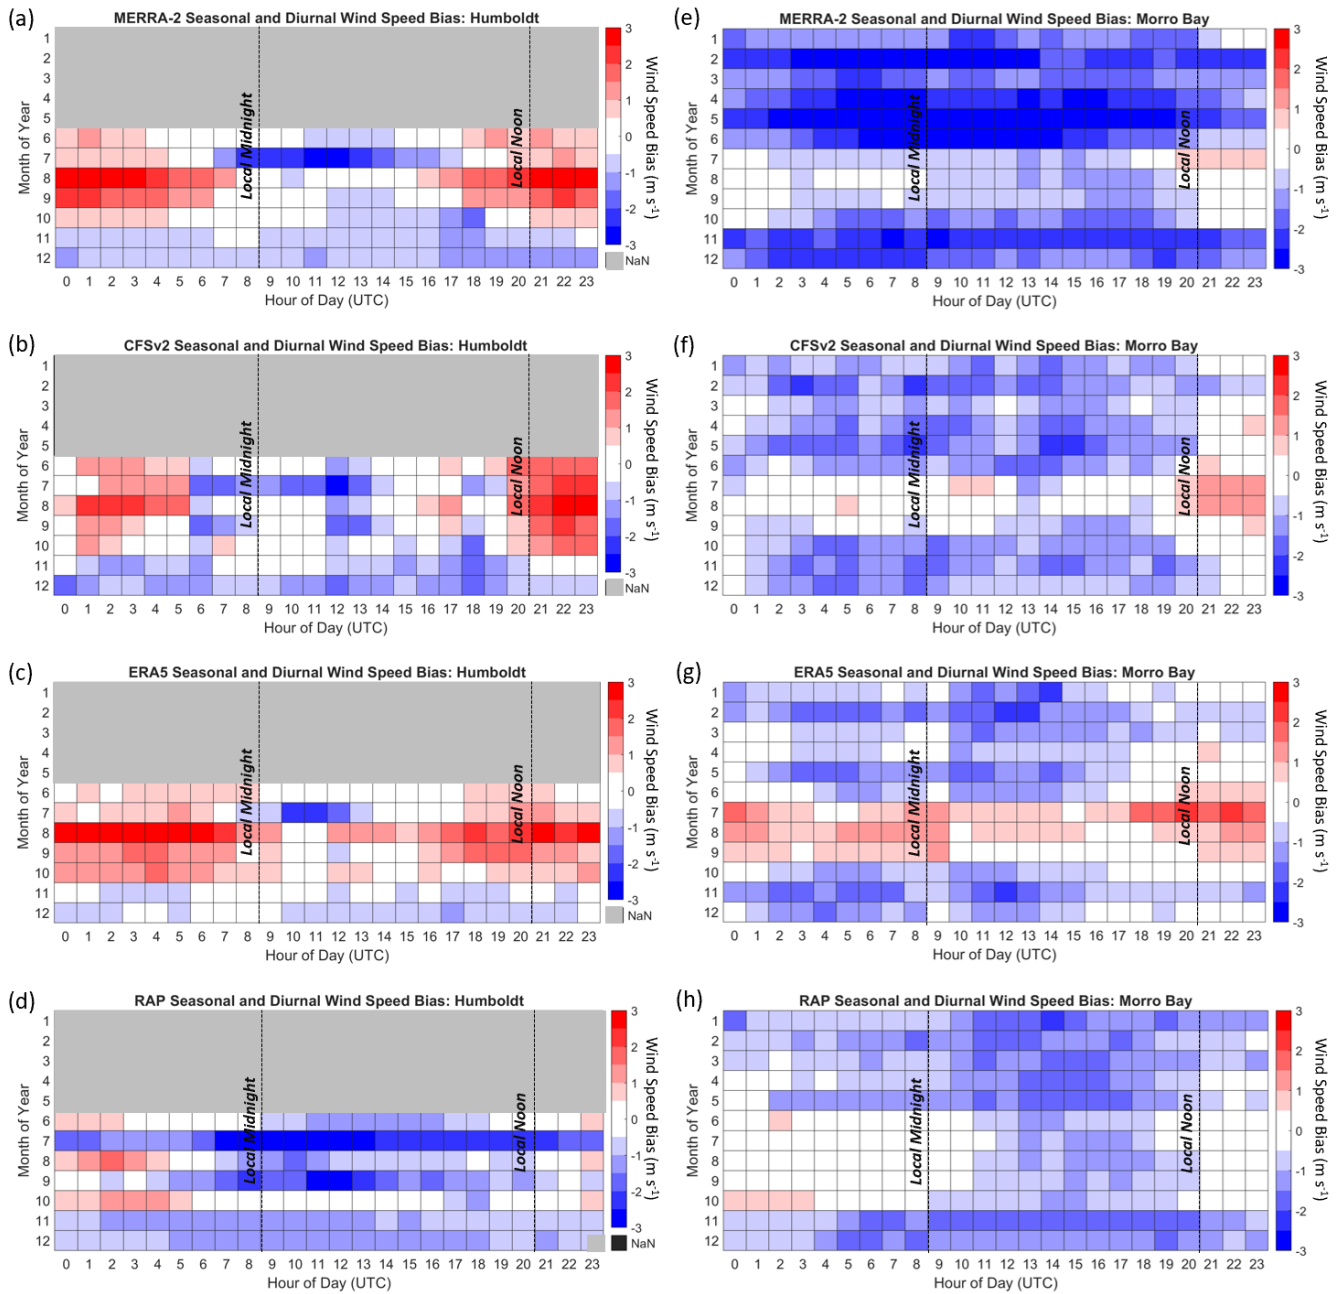 (a)
MERRA-2 Seasonal and Diurnal Wind Speed Bias: Humboldt
Month of Year
1
2
3
4
5
6
7
8
9
10
11
12
Local Midnight
Local Noon
0 1 2 3 4 5 6 7 8 9 10 11 12 13 14 15 16 17 18 19 20 21 22 23
Hour of Day (UTC)
3
2
1
0
-1
-2
-3
NaN
Wind Speed Bias (m s⁻¹)
(e)
MERRA-2 Seasonal and Diurnal Wind Speed Bias: Morro Bay
Month of Year
1
2
3
4
5
6
7
8
9
10
11
12
Local Midnight
Local Noon
0 1 2 3 4 5 6 7 8 9 10 11 12 13 14 15 16 17 18 19 20 21 22 23
Hour of Day (UTC)
3
2
1
0
-1
-2
-3
Wind Speed Bias (m s⁻¹)
(b)
CFSv2 Seasonal and Diurnal Wind Speed Bias: Humboldt
Month of Year
1
2
3
4
5
6
7
8
9
10
11
12
Local Midnight
Local Noon
0 1 2 3 4 5 6 7 8 9 10 11 12 13 14 15 16 17 18 19 20 21 22 23
Hour of Day (UTC)
3
2
1
0
-1
-2
-3
NaN
Wind Speed Bias (m s⁻¹)
(f)
CFSv2 Seasonal and Diurnal Wind Speed Bias: Morro Bay
Month of Year
1
2
3
4
5
6
7
8
9
10
11
12
Local Midnight
Local Noon
0 1 2 3 4 5 6 7 8 9 10 11 12 13 14 15 16 17 18 19 20 21 22 23
Hour of Day (UTC)
3
2
1
0
-1
-2
-3
Wind Speed Bias (m s⁻¹)
(c)
ERA5 Seasonal and Diurnal Wind Speed Bias: Humboldt
Month of Year
1
2
3
4
5
6
7
8
9
10
11
12
Local Midnight
Local Noon
0 1 2 3 4 5 6 7 8 9 10 11 12 13 14 15 16 17 18 19 20 21 22 23
Hour of Day (UTC)
3
2
1
0
-1
-2
-3
NaN
Wind Speed Bias (m s⁻¹)
(g)
ERA5 Seasonal and Diurnal Wind Speed Bias: Morro Bay
Month of Year
1
2
3
4
5
6
7
8
9
10
11
12
Local Midnight
Local Noon
0 1 2 3 4 5 6 7 8 9 10 11 12 13 14 15 16 17 18 19 20 21 22 23
Hour of Day (UTC)
3
2
1
0
-1
-2
-3
Wind Speed Bias (m s⁻¹)
(d)
RAP Seasonal and Diurnal Wind Speed Bias: Humboldt
Month of Year
1
2
3
4
5
6
7
8
9
10
11
12
Local Midnight
Local Noon
0 1 2 3 4 5 6 7 8 9 10 11 12 13 14 15 16 17 18 19 20 21 22 23
Hour of Day (UTC)
3
2
1
0
-1
-2
-3
NaN
Wind Speed Bias (m s⁻¹)
(h)
RAP Seasonal and Diurnal Wind Speed Bias: Morro Bay
Month of Year
1
2
3
4
5
6
7
8
9
10
11
12
Local Midnight
Local Noon
0 1 2 3 4 5 6 7 8 9 10 11 12 13 14 15 16 17 18 19 20 21 22 23
Hour of Day (UTC)
3
2
1
0
-1
-2
-3
Wind Speed Bias (m s⁻¹)